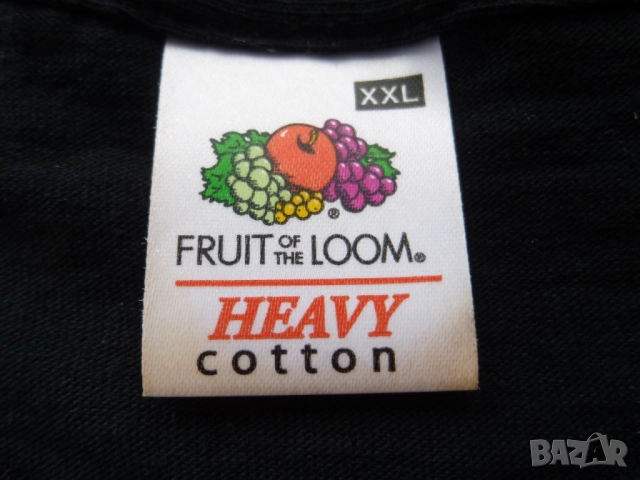 XXL
®
FRUIT OF THE LOOM®
HEAVY
cotton
BAZAR